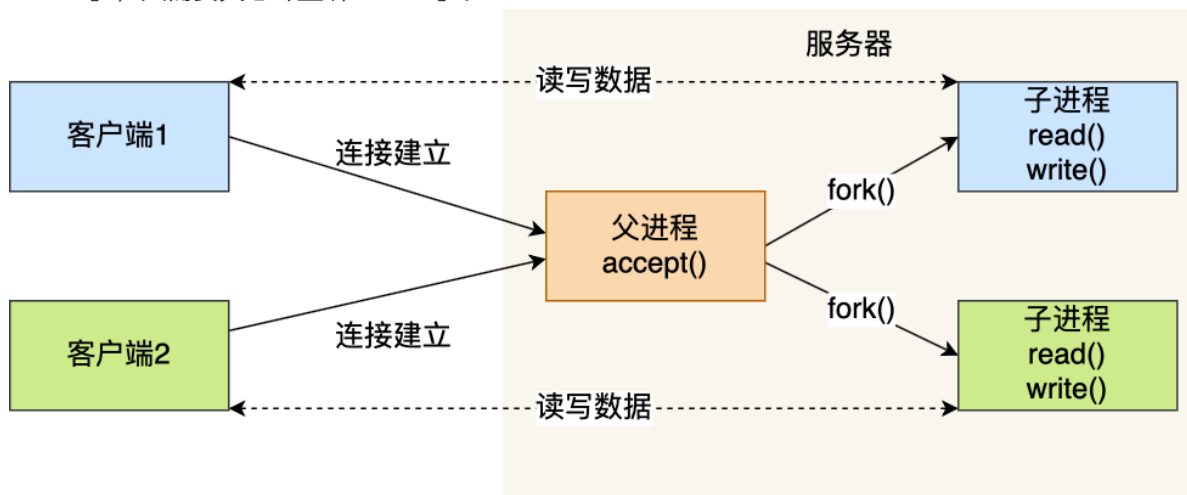 服务器
读写数据
客户端1
子进程
read()
write()
连接建立
fork()
父进程
accept()
fork()
客户端2
连接建立
子进程
read()
write()
读写数据